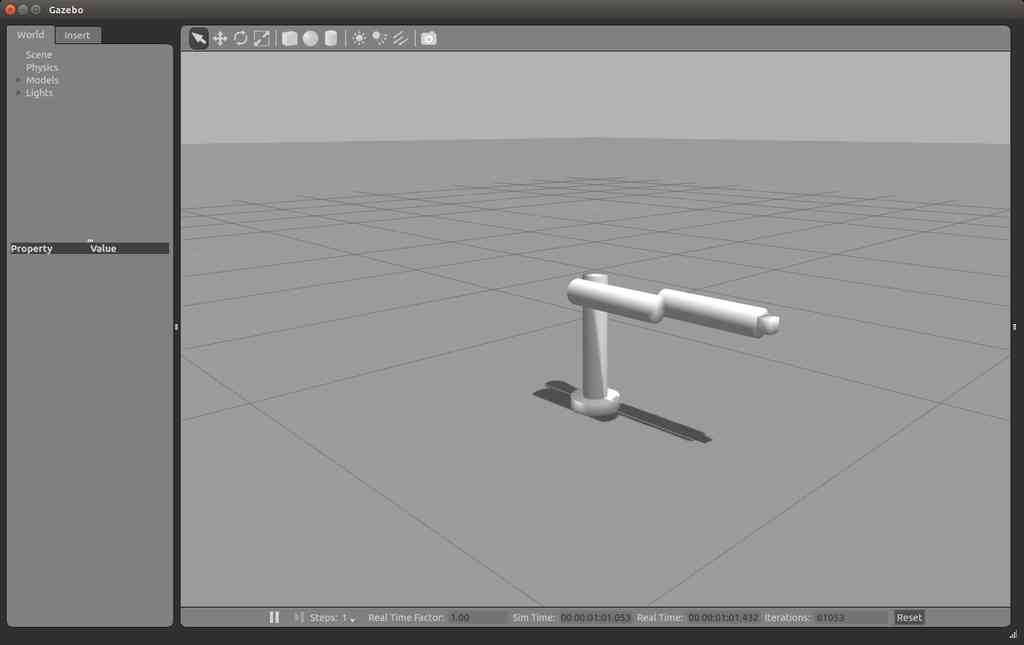 Gazebo
World Insert
Scene
Physics
Models
Lights
Property Value
Steps: 1 Real Time Factor: 1.00 Sim Time: 00 00:01:01.053 Real Time: 00 00:01:01.432 Iterations: 61053 Reset